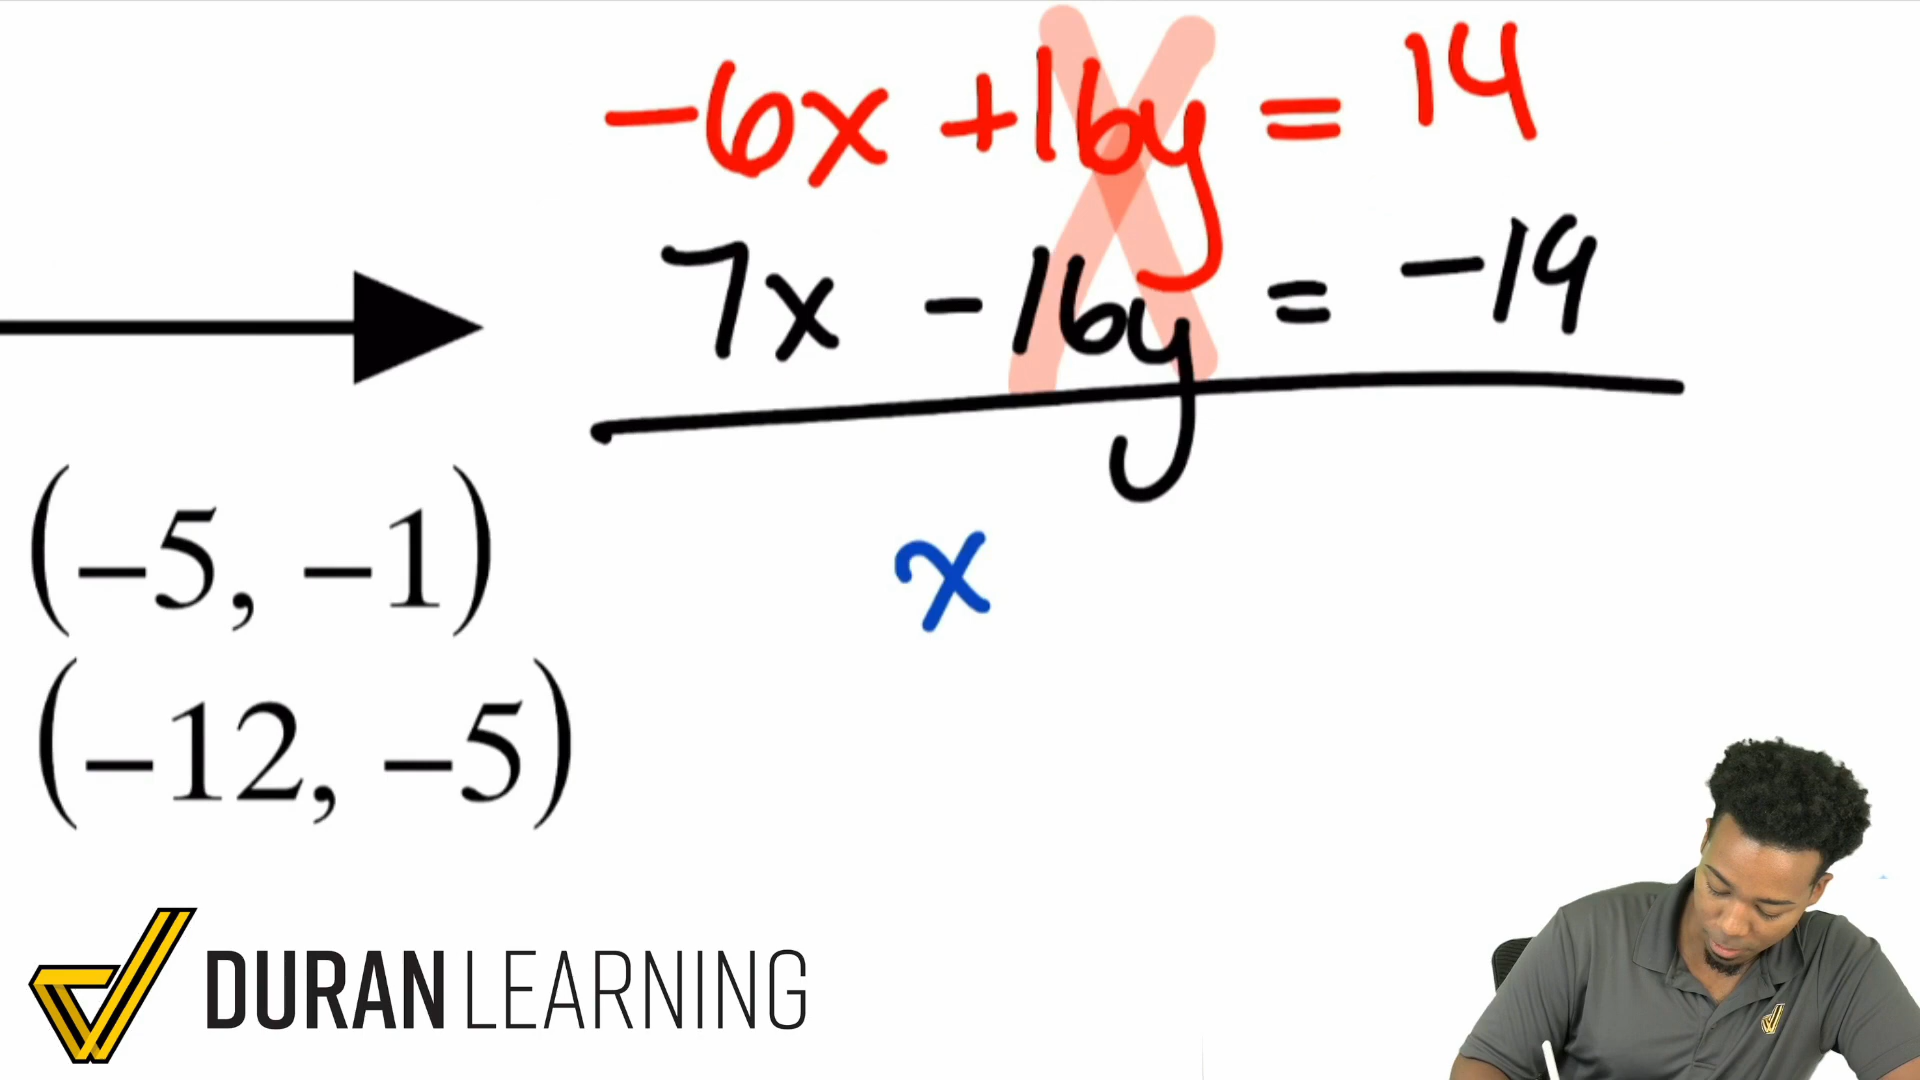 -6x +16y = 14
7x - 16y = -19
x
(−5, −1)
(−12, −5)
DURAN LEARNING